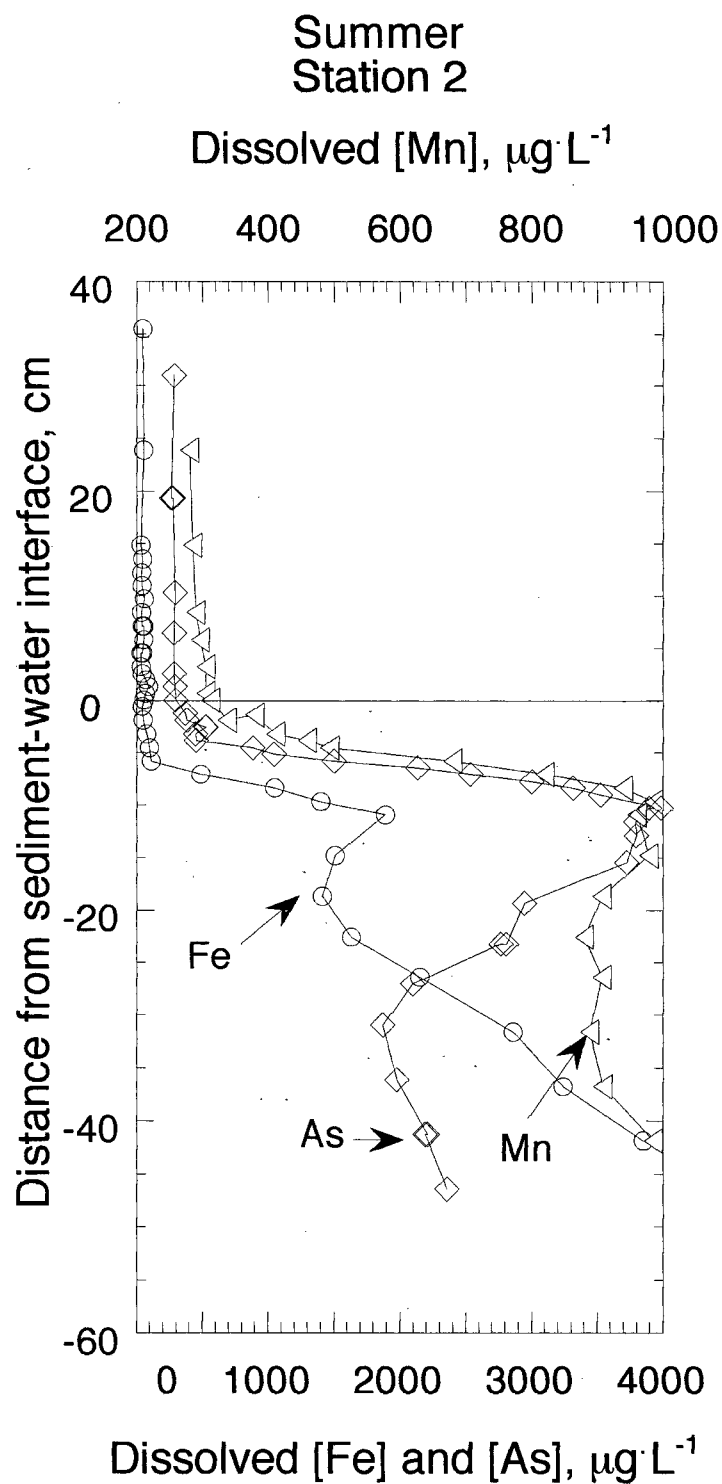 Summer
Station 2
Dissolved [Mn], μg·L⁻¹
200 400 600 800 1000
40
20
0
-20
-40
-60
Distance from sediment-water interface, cm
Fe
As
Mn
0 1000 2000 3000 4000
Dissolved [Fe] and [As], μg·L⁻¹